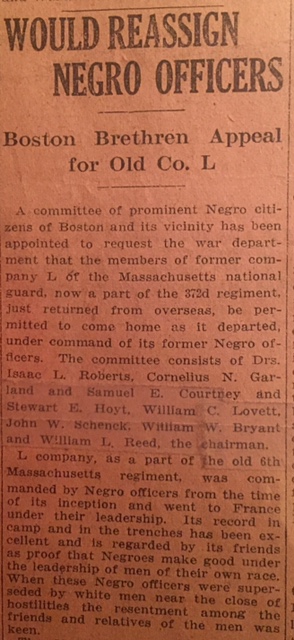 WOULD REASSIGN
NEGRO OFFICERS
Boston Brethren Appeal
for Old Co. L
A committee of prominent Negro citi-
zens of Boston and its vicinity has been
appointed to request the war depart-
ment that the members of former com-
pany L of the Massachusetts national
guard, now a part of the 372d regiment,
just returned from overseas, be per-
mitted to come home as it departed,
under command of its former Negro of-
ficers. The committee consists of Drs.
Isaac L. Roberts, Cornelius N. Gar-
land and Samuel E. Courtney and
Stewart E. Hoyt, William C. Lovett,
John W. Schenck, William W. Bryant
and William L. Reed, the chairman.
L company, as a part of the old 6th
Massachusetts regiment, was com-
manded by Negro officers from the time
of its inception and went to France
under their leadership. Its record in
camp and in the trenches has been ex-
cellent and is regarded by its friends
as proof that Negroes make good under
the leadership of men of their own race.
When these Negro officers were super-
seded by white men near the close of
hostilities the resentment among the
friends and relatives of the men was
keen.